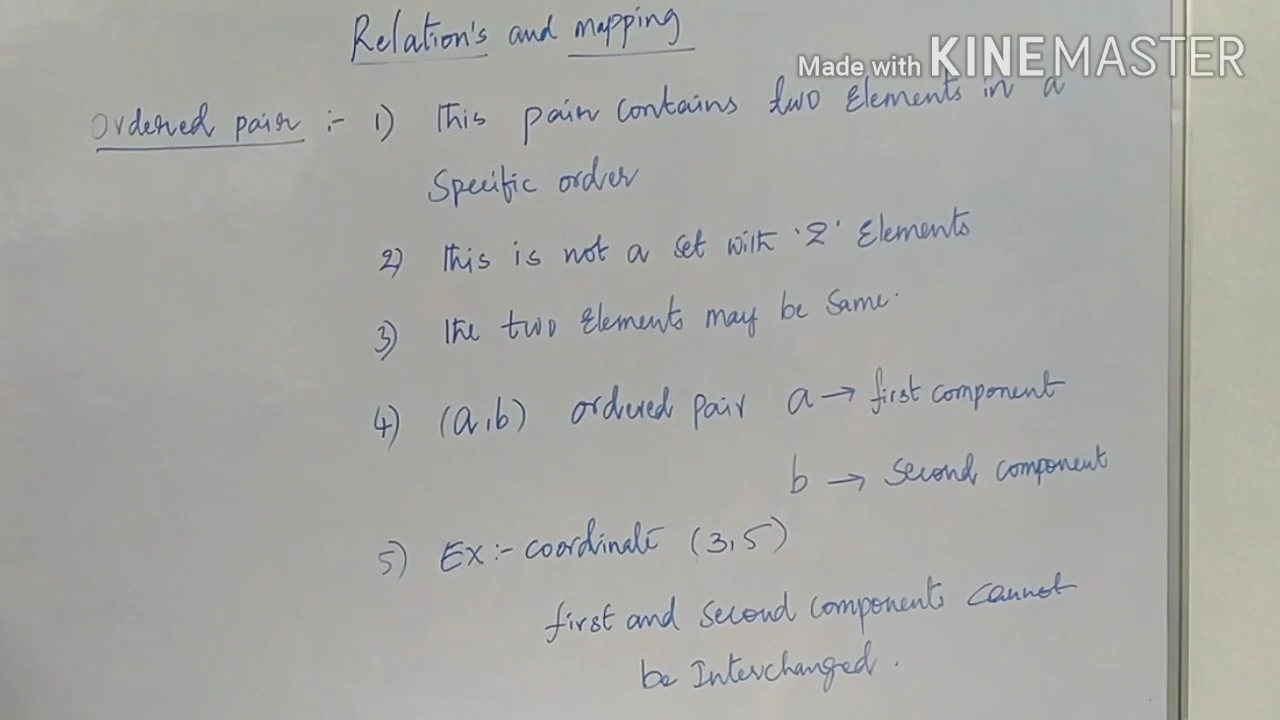 Relation's and mapping
Made with KINEMASTER
Ordered pair :- 1) This pair contains two Elements in a
Specific order
2) This is not a set with '2' Elements
3) The two Elements may be same.
4) (a,b) ordered pair a → first component
b → second component
5) Ex :- coordinate (3,5)
first and second components cannot
be Interchanged.